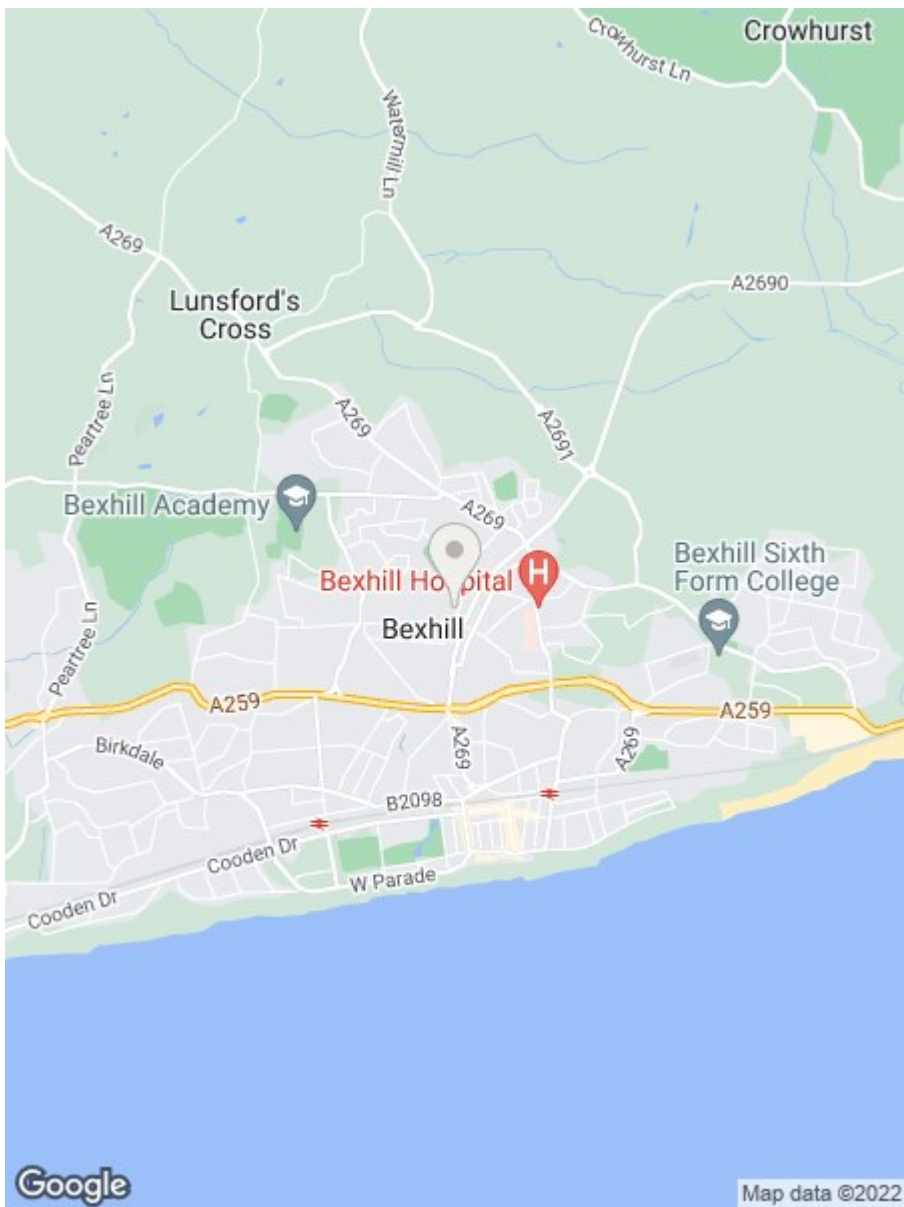 Crowhurst
Crowhurst Ln
Watermill Ln
A269
A2690
Lunsford's
Cross
Peartree Ln
A269
A2691
Bexhill Academy
A269
Bexhill Sixth
Form College
Bexhill Hospital
H
Bexhill
Peartree Ln
A259
A259
Birkdale
A269
A269
B2098
Cooden Dr
W Parade
Cooden Dr
Google
Map data ©2022